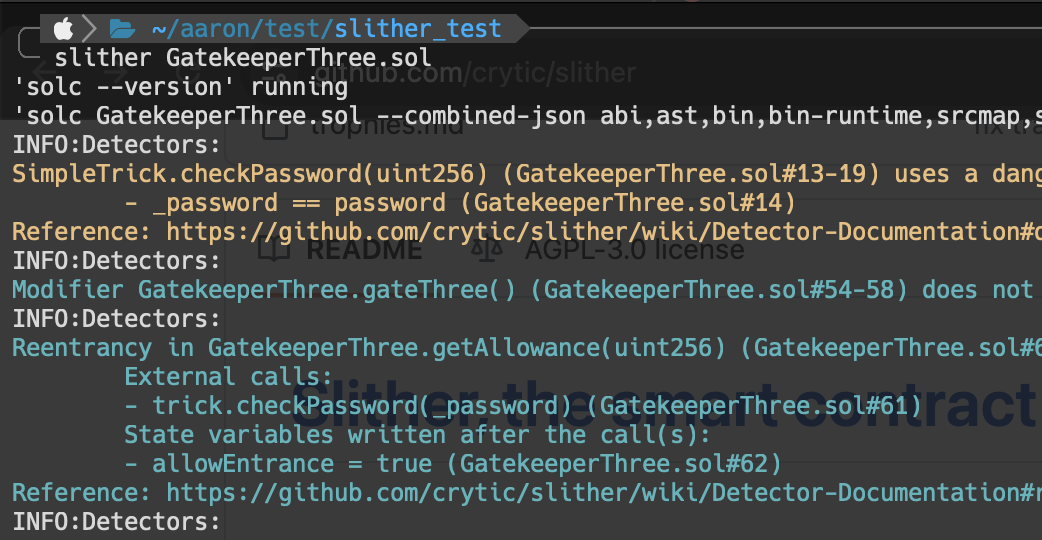 ~/aaron/test/slither_test
slither GatekeeperThree.sol
github.com/crytic/slither
'solc --version' running
'solc GatekeeperThree.sol --combined-json abi,ast,bin,bin-runtime,srcmap,s
trophies.md
fix tra
INFO:Detectors:
SimpleTrick.checkPassword(uint256) (GatekeeperThree.sol#13-19) uses a dang
- _password == password (GatekeeperThree.sol#14)
Reference: https://github.com/crytic/slither/wiki/Detector-Documentation#d
README AGPL-3.0 license
INFO:Detectors:
Modifier GatekeeperThree.gateThree() (GatekeeperThree.sol#54-58) does not
INFO:Detectors:
Reentrancy in GatekeeperThree.getAllowance(uint256) (GatekeeperThree.sol#6
External calls:
Slither, the smart contract
- trick.checkPassword(_password) (GatekeeperThree.sol#61)
State variables written after the call(s):
- allowEntrance = true (GatekeeperThree.sol#62)
Reference: https://github.com/crytic/slither/wiki/Detector-Documentation#r
INFO:Detectors: